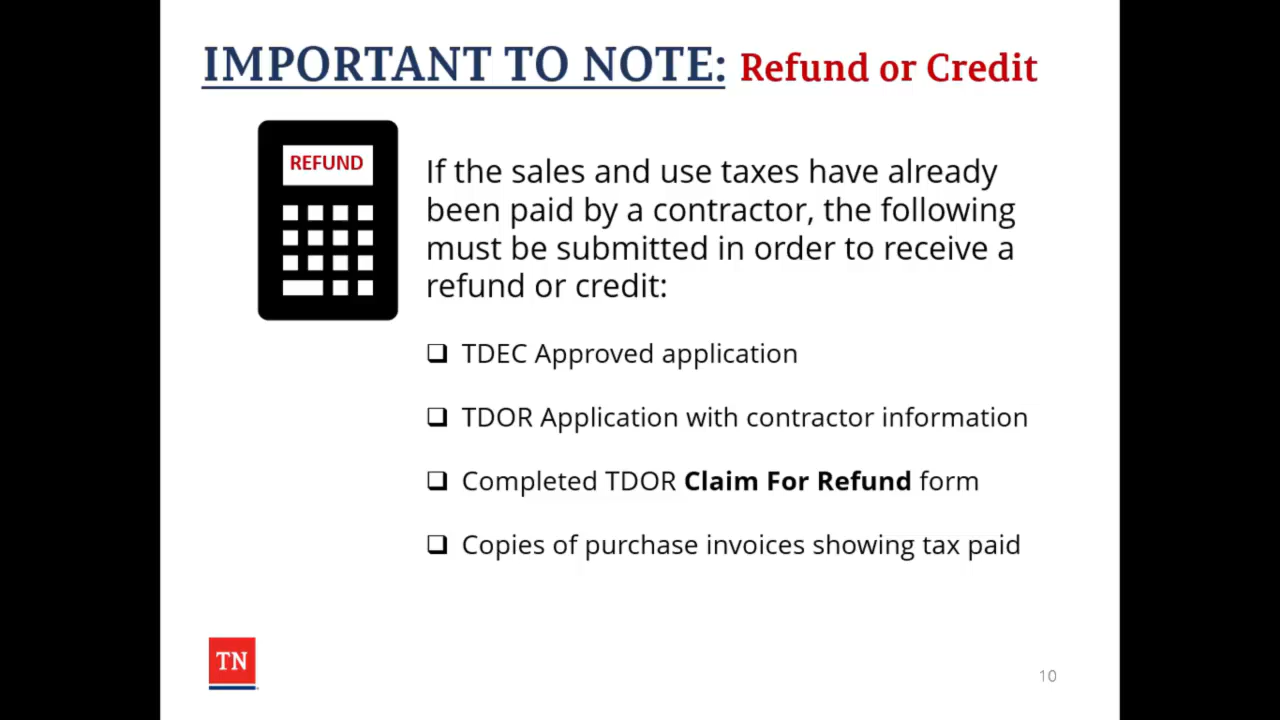 IMPORTANT TO NOTE: Refund or Credit
REFUND
If the sales and use taxes have already
been paid by a contractor, the following
must be submitted in order to receive a
refund or credit:
TDEC Approved application
TDOR Application with contractor information
Completed TDOR Claim For Refund form
Copies of purchase invoices showing tax paid
TN
10